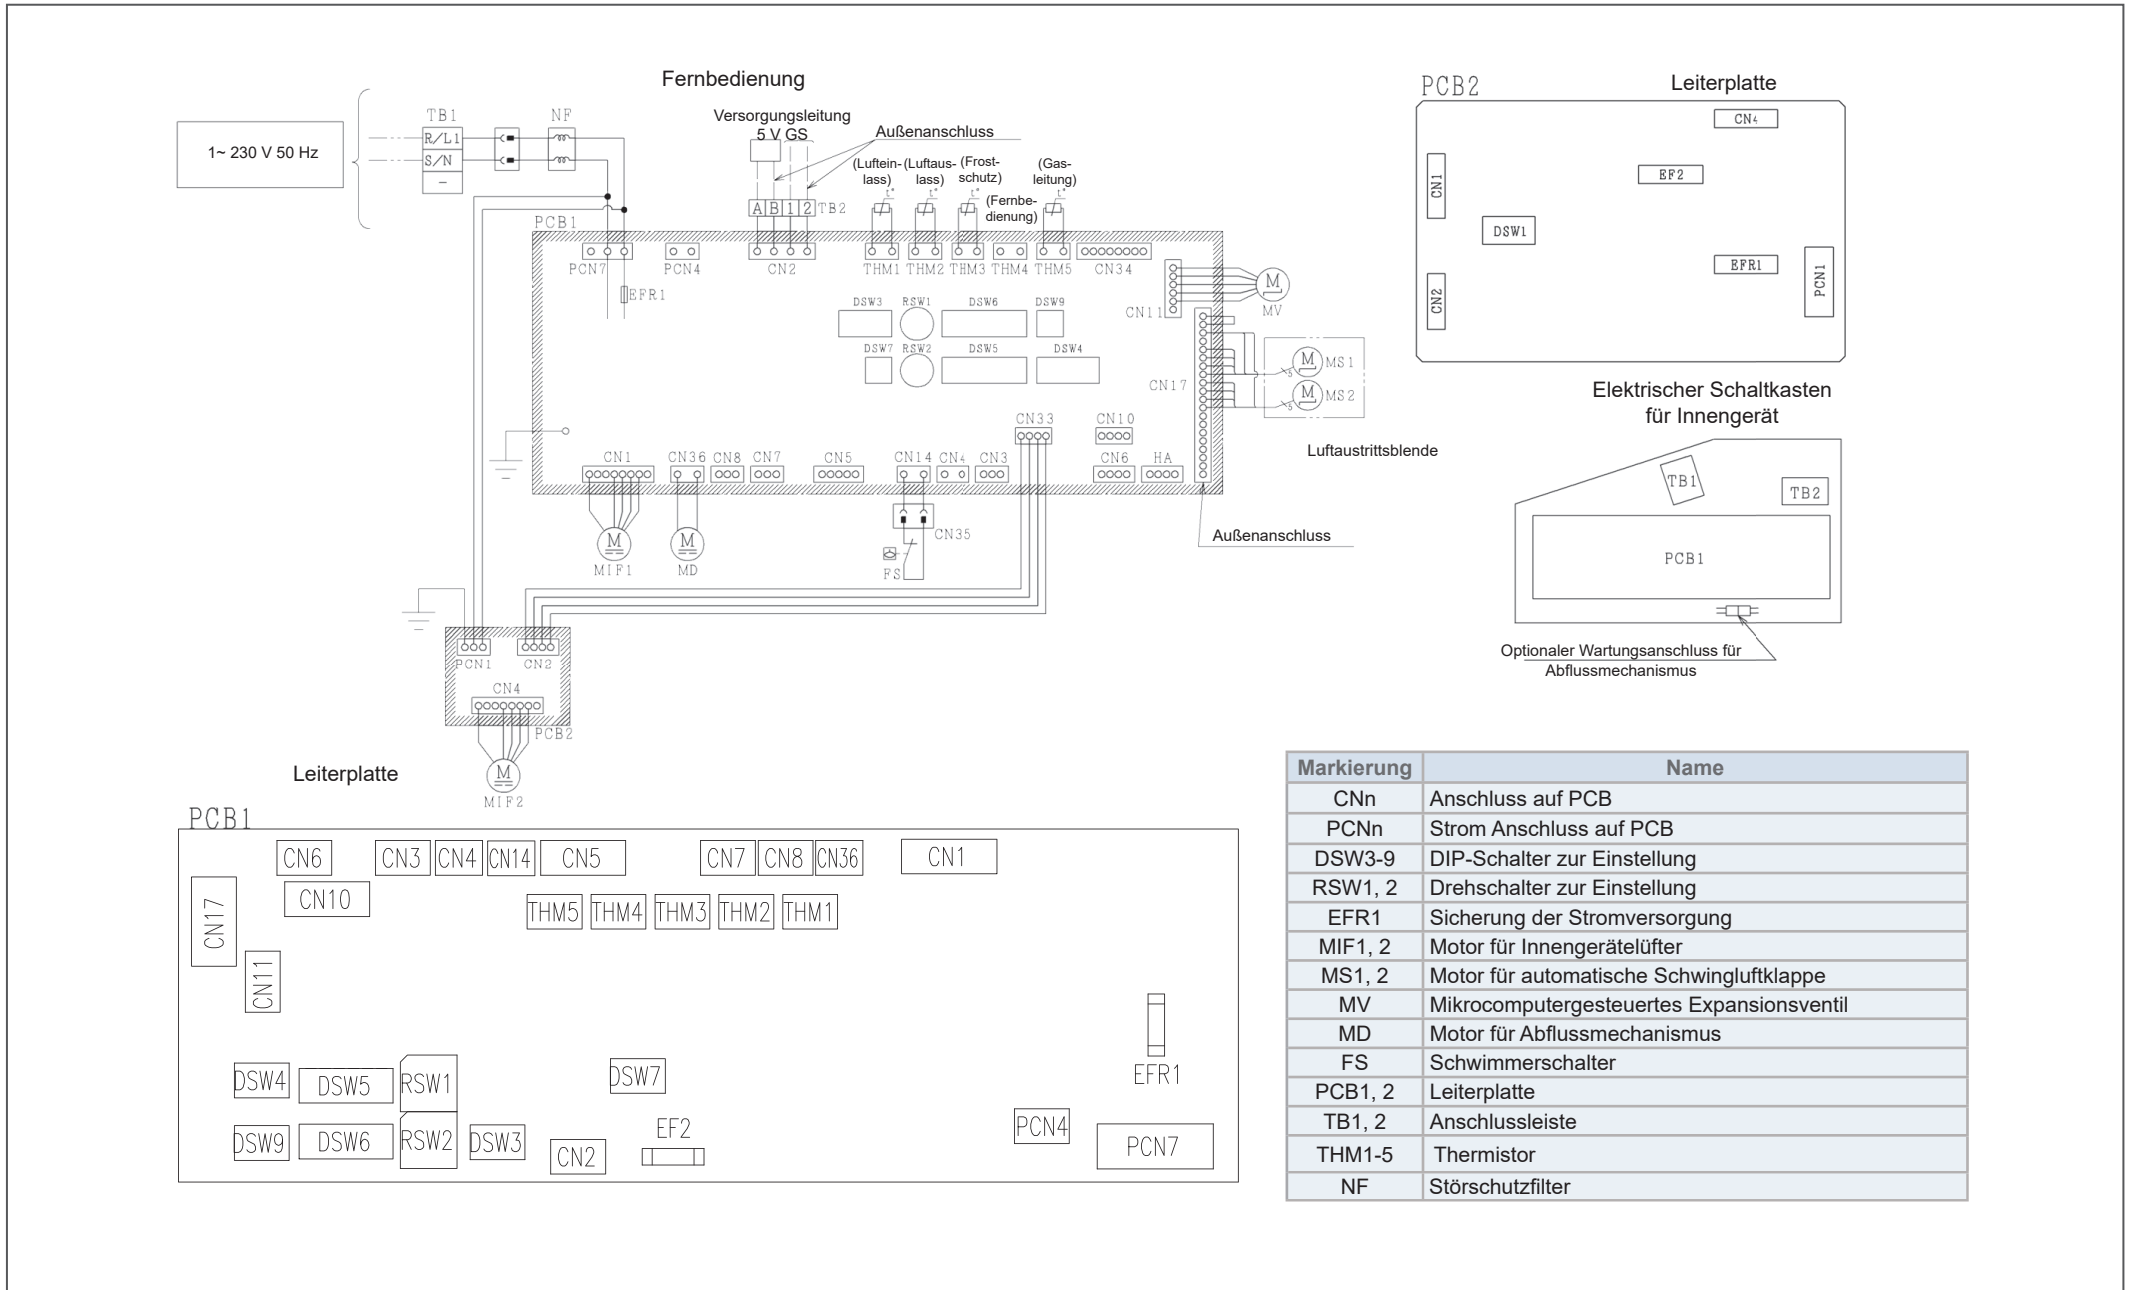 Fernbedienung
Versorgungsleitung
5 V GS
Außenanschluss
1~ 230 V 50 Hz
TB1
R/L1
S/N
-
NF
(Luftein-
lass)
(Luftaus-
lass)
(Frost-
schutz)
(Fernbe-
dienung)
(Gas-
leitung)
t°
t°
t°
t°
A B 1 2 TB2
PCB1
PCN7
PCN4
CN2
THM1
THM2
THM3
THM4
THM5
CN34
EFR1
DSW3
RSW1
DSW6
DSW9
DSW7
RSW2
DSW5
DSW4
CN11
M
MV
CN17
M
MS1
5
M
MS2
5
Luftaustrittsblende
CN33
CN10
CN1
CN36
CN8
CN7
CN5
CN14
CN4
CN3
CN6
HA
M
MIF1
M
MD
CN35
FS
Außenanschluss
PCN1
CN2
CN4
PCB2
M
MIF2
PCB2
Leiterplatte
CN4
CN1
EF2
DSW1
EFR1
PCN1
CN2
Elektrischer Schaltkasten
für Innengerät
TB1
TB2
PCB1
Optionaler Wartungsanschluss für
Abflussmechanismus
Leiterplatte
PCB1
CN6
CN3
CN4
CN14
CN5
CN7
CN8
CN36
CN1
CN17
CN10
THM5
THM4
THM3
THM2
THM1
CN11
EFR1
DSW4
DSW5
RSW1
DSW7
DSW9
DSW6
RSW2
DSW3
CN2
EF2
PCN4
PCN7
Markierung Name
CNn Anschluss auf PCB
PCNn Strom Anschluss auf PCB
DSW3-9 DIP-Schalter zur Einstellung
RSW1, 2 Drehschalter zur Einstellung
EFR1 Sicherung der Stromversorgung
MIF1, 2 Motor für Innengerätelüfter
MS1, 2 Motor für automatische Schwingluftklappe
MV Mikrocomputergesteuertes Expansionsventil
MD Motor für Abflussmechanismus
FS Schwimmerschalter
PCB1, 2 Leiterplatte
TB1, 2 Anschlussleiste
THM1-5 Thermistor
NF Störschutzfilter